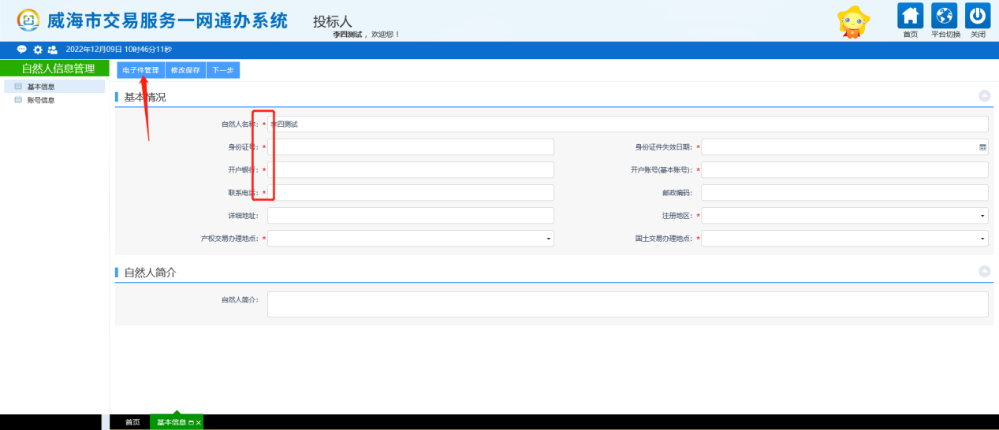 威海市交易服务一网通办系统
投标人
李四测试 ，欢迎您！
首页 平台切换 关闭
2022年12月09日 10时46分11秒
自然人信息管理
电子件管理 修改保存 下一步
基本信息
账号信息
基本情况
自然人名称: * 李四测试
身份证号: * 身份证件失效日期: *
开户银行: * 开户账号(基本账号): *
联系电话: * 邮政编码:
详细地址: 注册地区: *
产权交易办理地点: * 国土交易办理地点: *
自然人简介
自然人简介:
首页 基本信息